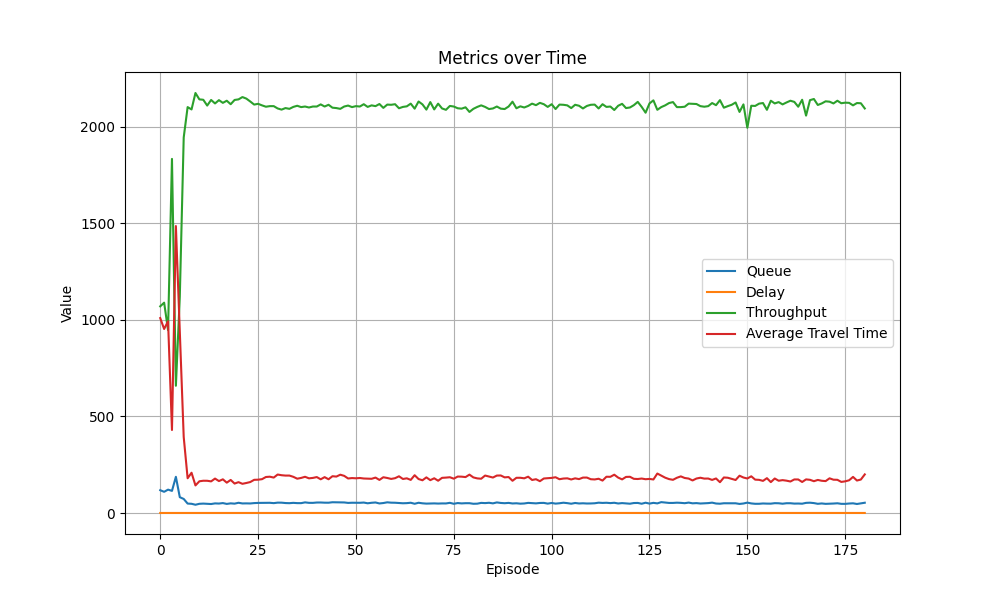 Metrics over Time
Value
2000
1500
1000
500
0
Queue
Delay
Throughput
Average Travel Time
0 25 50 75 100 125 150 175
Episode